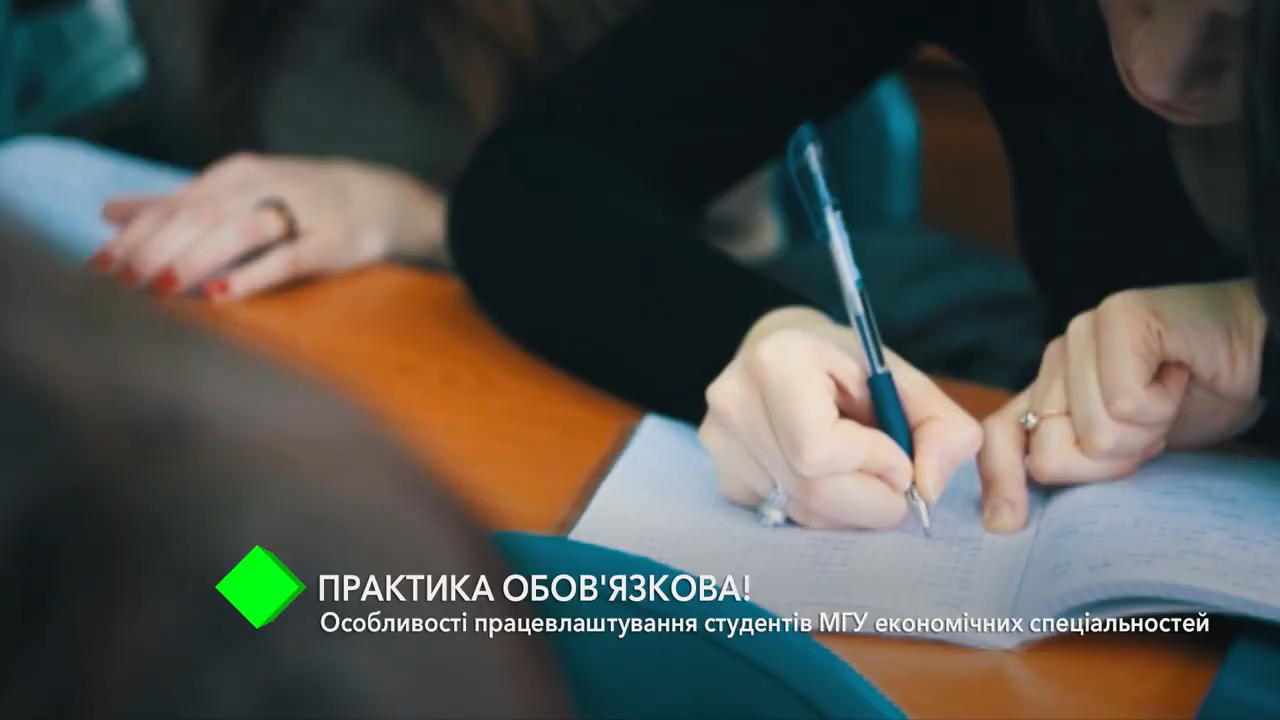 ПРАКТИКА ОБОВ'ЯЗКОВА!
Особливості працевлаштування студентів МГУ економічних спеціальностей